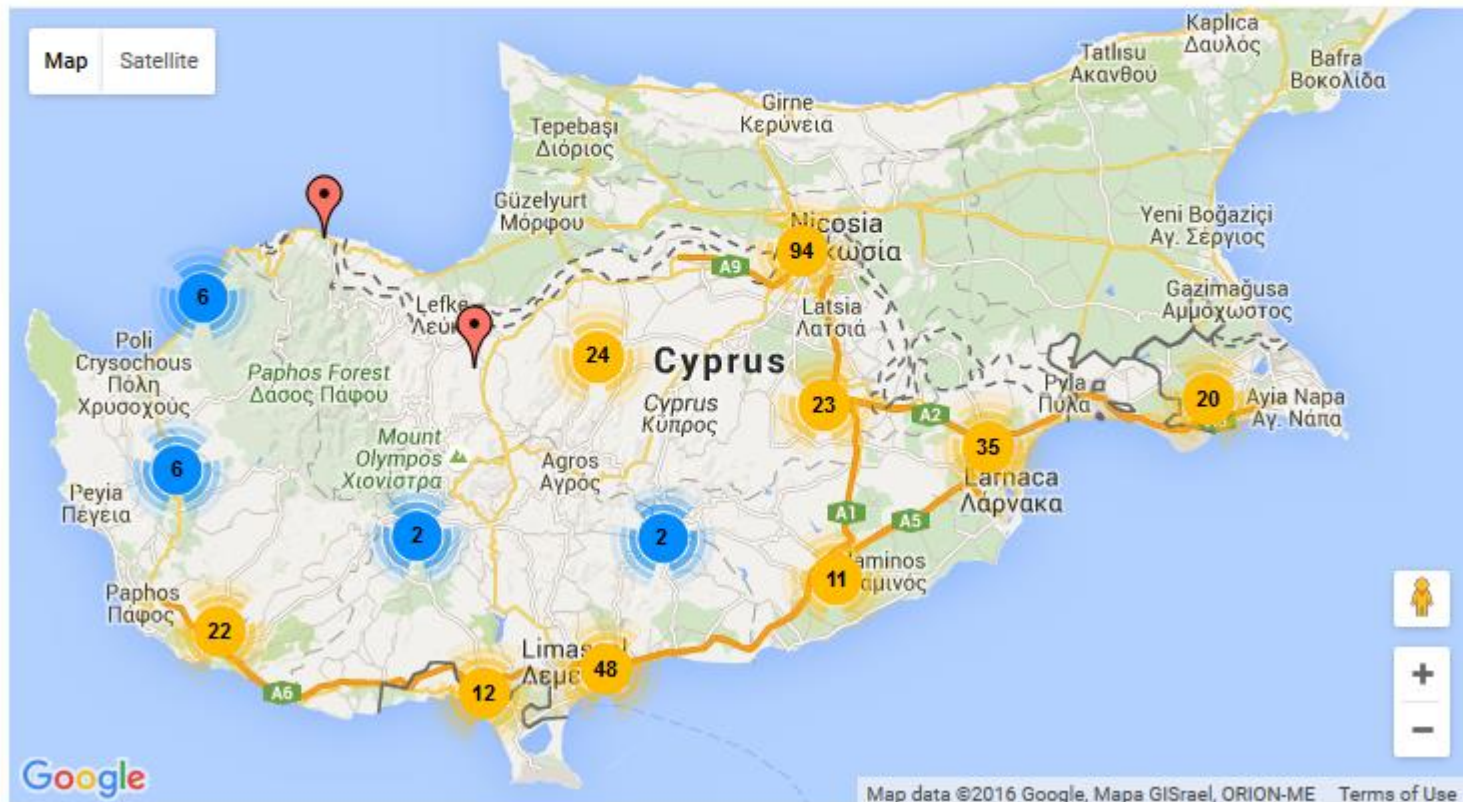 Map
Satellite
Kaplıca
Δαυλός
Tatlısu
Ακανθού
Bafra
Βοκολίδα
Girne
Κερύνεια
Tepebaşı
Διόριος
Güzelyurt
Μόρφου
Nicosia
94
A9
Yeni Boğaziçi
Αγ. Σέργιος
6
Lefke
Latsia
Λατσιά
Gazimağusa
Αμμόχωστος
Poli
Crysochous
Πόλη
Χρυσοχούς
24
Cyprus
Paphos Forest
Δάσος Πάφου
Cyprus
Κύπρος
23
Pyla
Πύλα
20
Ayia Napa
Αγ. Νάπα
A2
Mount
Olympos
Χιονίστρα
35
6
Agros
Αγρός
Larnaca
Λάρνακα
Peyia
Πέγεια
A1
A5
2
2
11
Paphos
Πάφος
22
48
12
A6
Google
Map data ©2016 Google, Mapa GISrael, ORION-ME
Terms of Use